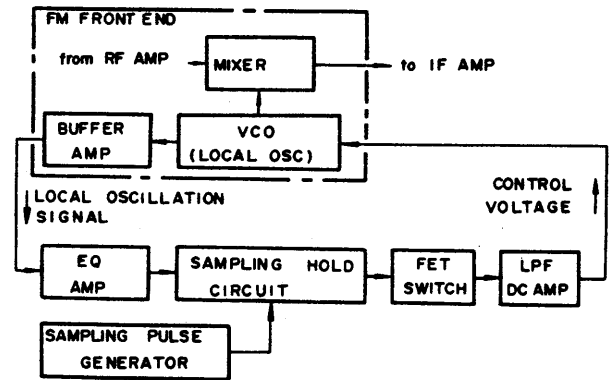 FM FRONT END
from RF AMP
MIXER
to IF AMP
BUFFER
AMP
VCO
(LOCAL OSC)
LOCAL OSCILLATION
SIGNAL
CONTROL
VOLTAGE
EQ
AMP
SAMPLING HOLD
CIRCUIT
FET
SWITCH
LPF
DC AMP
SAMPLING PULSE
GENERATOR